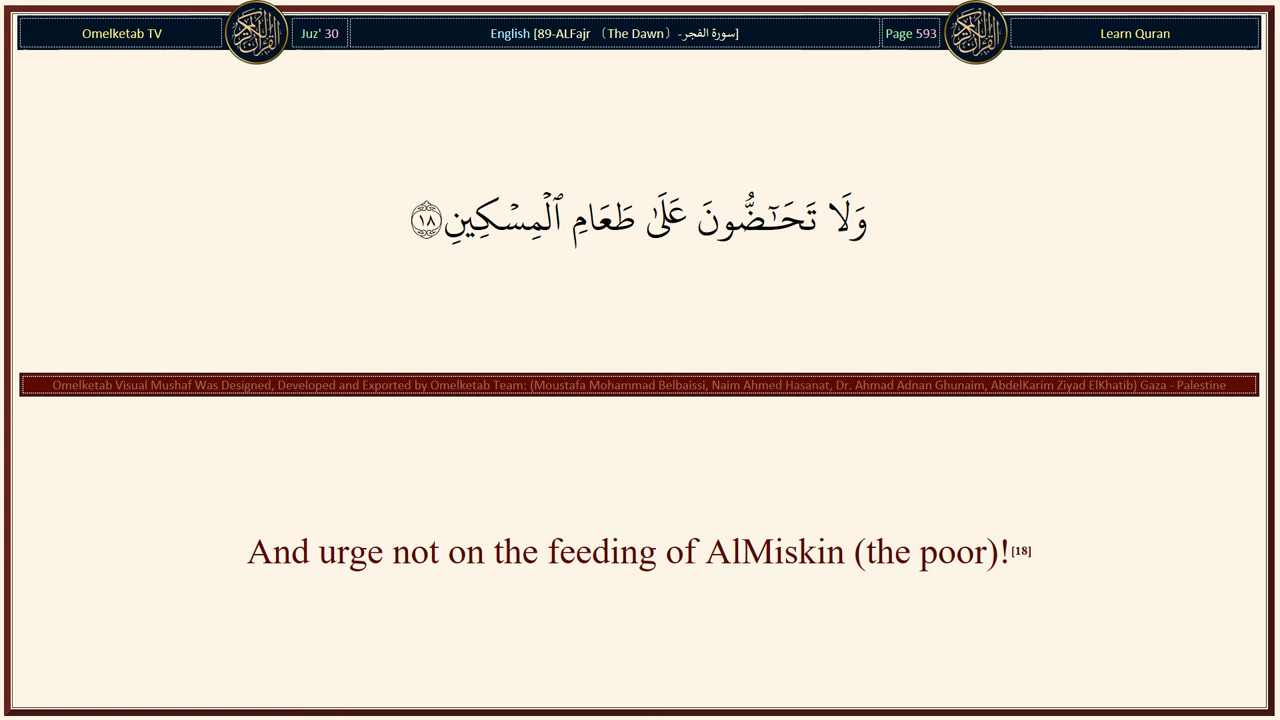 Omelketab TV
Juz' 30
English [89-ALFajr （The Dawn）-سورة الفجر]
Page 593
Learn Quran
وَلَا تَحَـٰٓضُّونَ عَلَىٰ طَعَامِ ٱلْمِسْكِينِ ١٨
Omelketab Visual Mushaf Was Designed, Developed and Exported by Omelketab Team: (Moustafa Mohammad Belbaissi, Naim Ahmed Hasanat, Dr. Ahmad Adnan Ghunaim, AbdelKarim Ziyad ElKhatib) Gaza - Palestine
And urge not on the feeding of AlMiskin (the poor)![18]